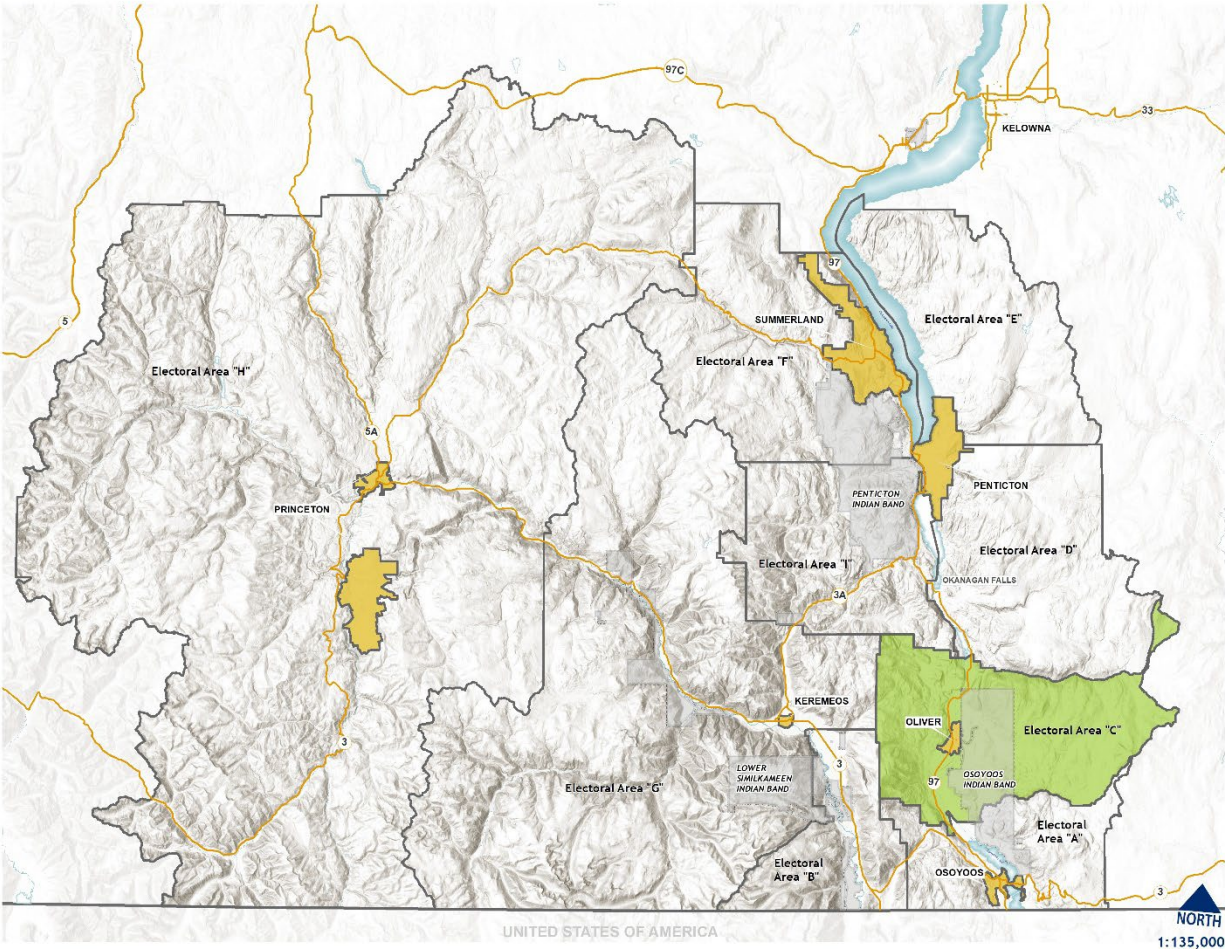 97C
33
KELOWNA
97
5
SUMMERLAND
Electoral Area "E"
Electoral Area "F"
Electoral Area "H"
5A
PENTICTON
PRINCETON
PENTICTON
INDIAN BAND
Electoral Area "D"
Electoral Area "I"
OKANAGAN FALLS
3A
KEREMEOS
OLIVER
Electoral Area "C"
3
3
LOWER
SIMILKAMEEN
INDIAN BAND
97
OSOYOOS
INDIAN BAND
Electoral Area "G"
Electoral
Area "A"
Electoral
Area "B"
OSOYOOS
3
NORTH
UNITED STATES OF AMERICA
1:135,000